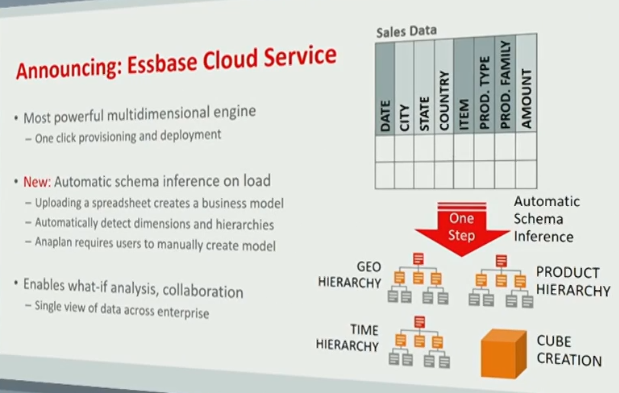 Announcing: Essbase Cloud Service
• Most powerful multidimensional engine
– One click provisioning and deployment
• New: Automatic schema inference on load
– Uploading a spreadsheet creates a business model
– Automatically detect dimensions and hierarchies
– Anaplan requires users to manually create model
• Enables what-if analysis, collaboration
– Single view of data across enterprise
Sales Data
DATE
CITY
STATE
COUNTRY
ITEM
PROD. TYPE
PROD. FAMILY
AMOUNT
One
Step
Automatic
Schema
Inference
GEO
HIERARCHY
PRODUCT
HIERARCHY
TIME
HIERARCHY
CUBE
CREATION